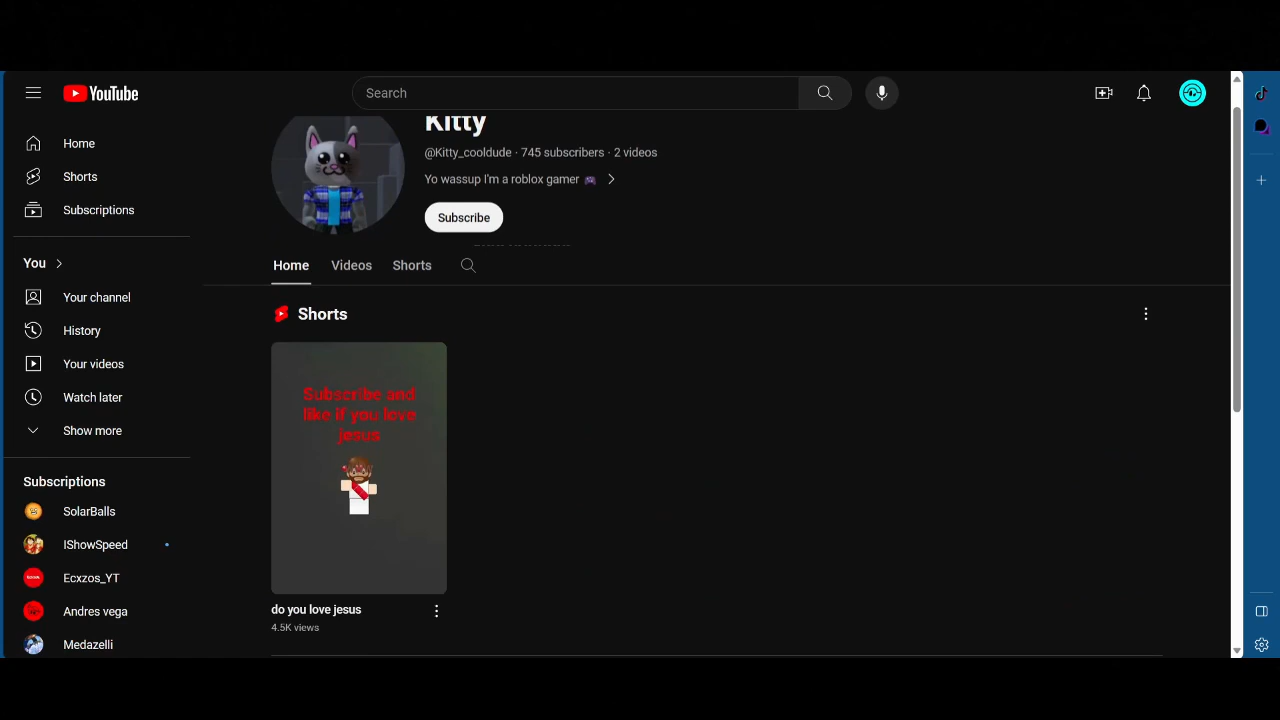 YouTube
Search
Home
Shorts
Subscriptions
You
Your channel
History
Your videos
Watch later
Show more
Subscriptions
SolarBalls
IShowSpeed
Ecxzos_YT
Andres vega
Medazelli
Kitty
@Kitty_cooldude · 745 subscribers · 2 videos
Yo wassup I'm a roblox gamer 🎮
Subscribe
Home Videos Shorts
Shorts
Subscribe and
like if you love
jesus
do you love jesus
4.5K views